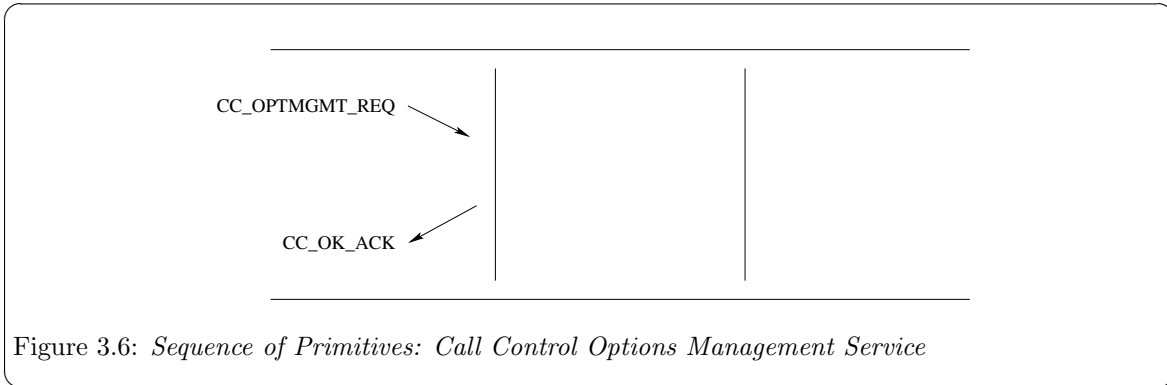 CC_OPTMGMT_REQ
CC_OK_ACK
Figure 3.6: Sequence of Primitives: Call Control Options Management Service